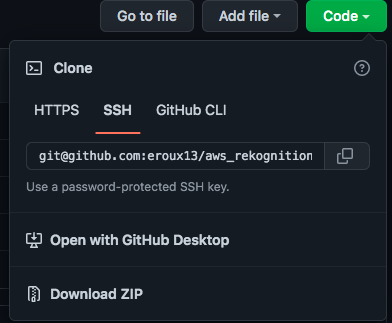 Go to file Add file Code
Clone
HTTPS SSH GitHub CLI
git@github.com:eroux13/aws_rekognition
Use a password-protected SSH key.
Open with GitHub Desktop
Download ZIP